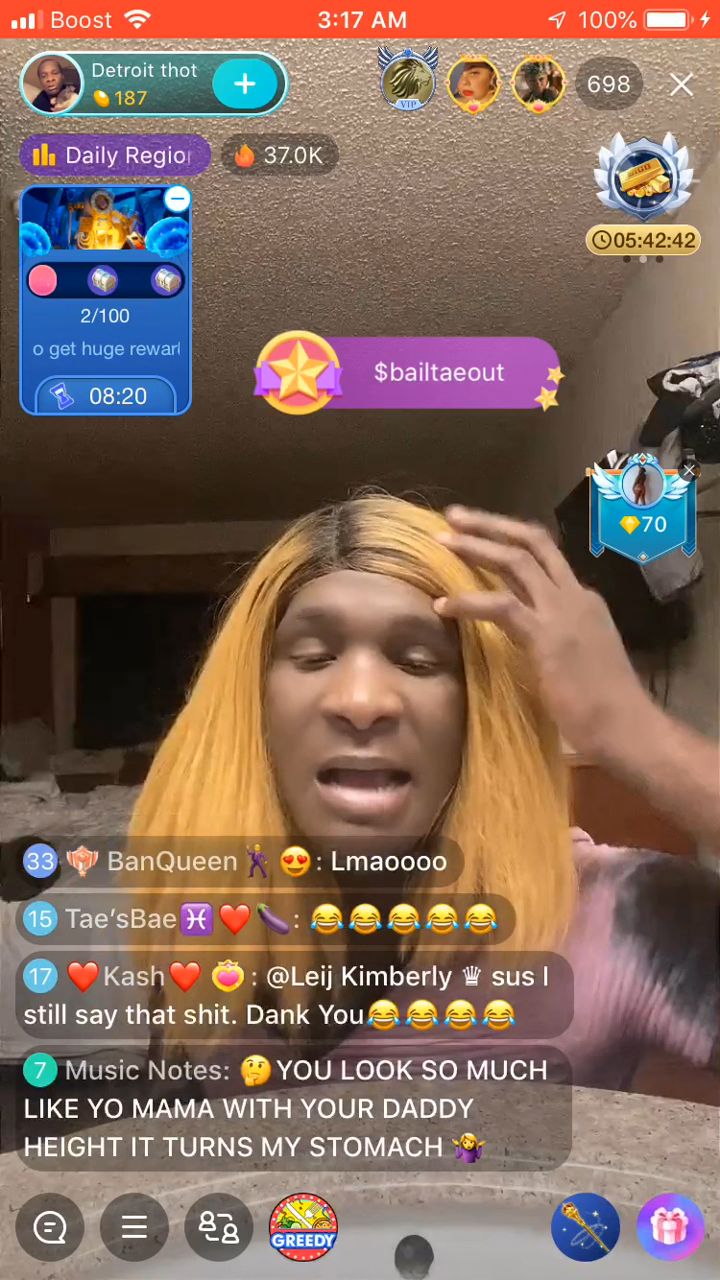 Boost 3:17 AM 100%
Detroit thot
187
VIP
698
Daily Regio
37.0K
05:42:42
2/100
o get huge rewar
08:20
$bailtaeout
70
33 BanQueen🕺😍: Lmaoooo
15 Tae'sBae♓❤️🍆: 😂😂😂😂😂
17 ❤️Kash❤️ : @Leij Kimberly ♛ sus I
still say that shit. Dank You😂😂😂😂
7 Music Notes: 🤔YOU LOOK SO MUCH
LIKE YO MAMA WITH YOUR DADDY
HEIGHT IT TURNS MY STOMACH 🤷‍♀️
GREEDY